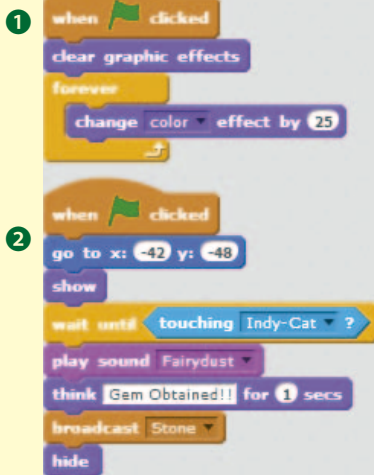 1
when clicked
clear graphic effects
forever
change color effect by 25
2
when clicked
go to x: -42 y: -48
show
wait until touching Indy-Cat ?
play sound Fairydust
think Gem Obtained!! for 1 secs
broadcast Stone
hide